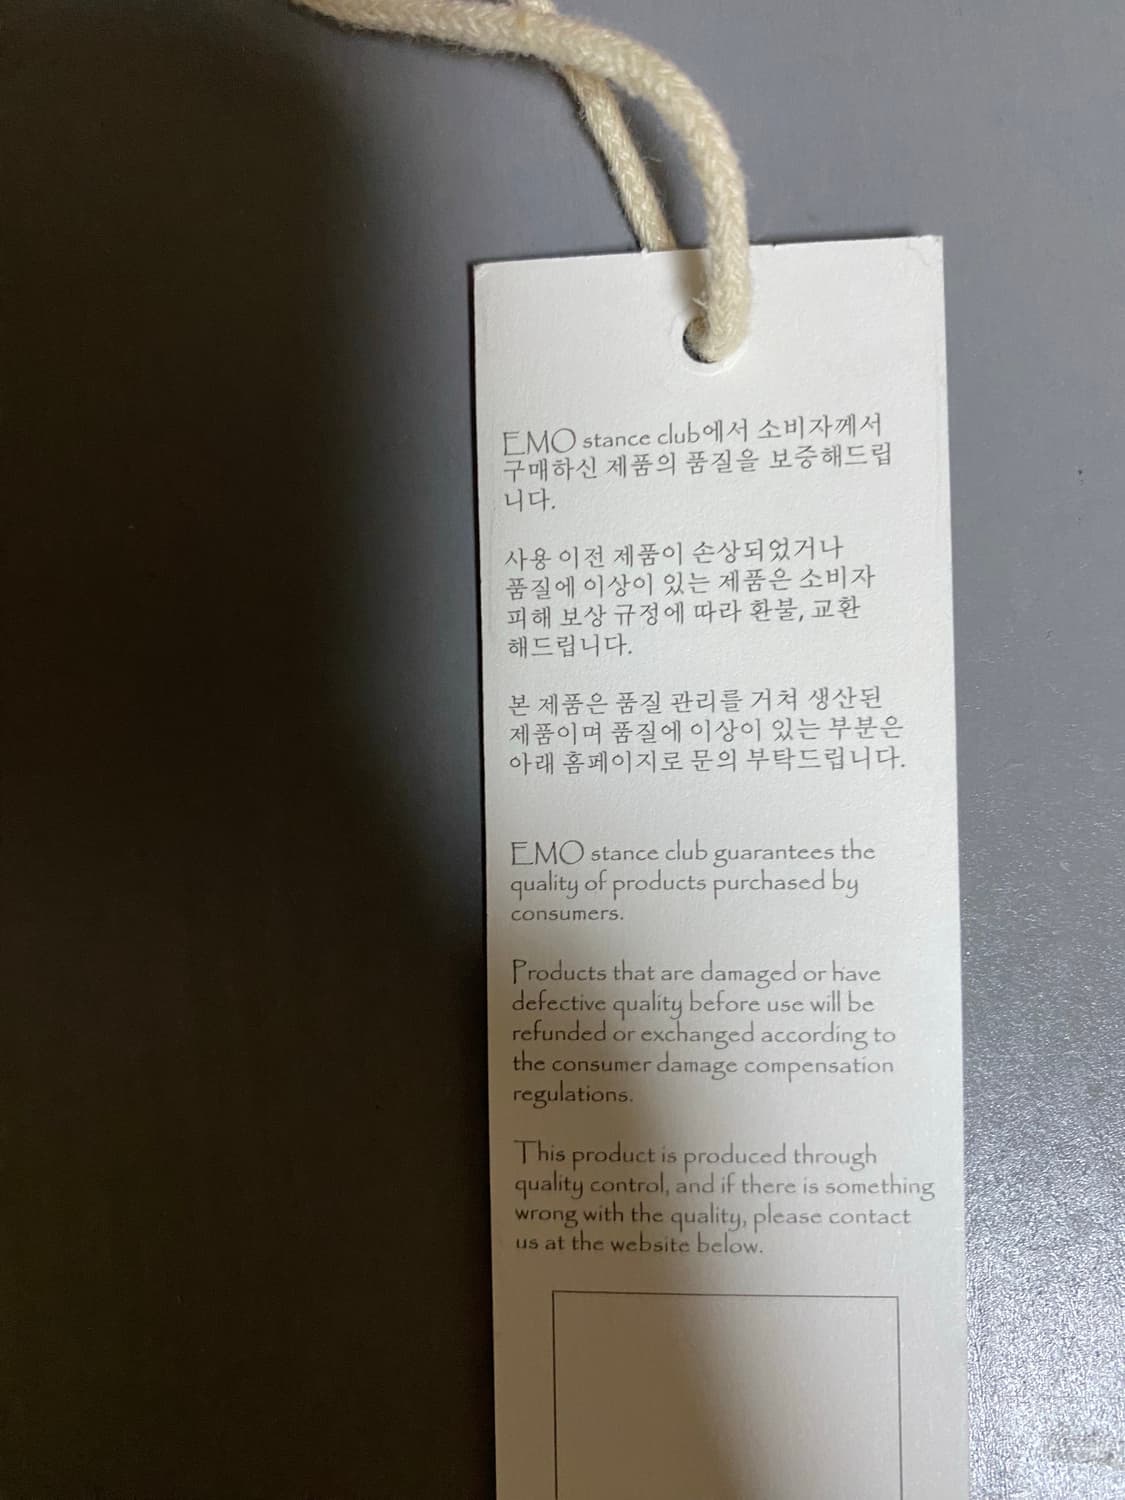 EMO stance club에서 소비자께서
구매하신 제품의 품질을 보증해드립
니다.
사용 이전 제품이 손상되었거나
품질에 이상이 있는 제품은 소비자
피해 보상 규정에 따라 환불, 교환
해드립니다.
본 제품은 품질 관리를 거쳐 생산된
제품이며 품질에 이상이 있는 부분은
아래 홈페이지로 문의 부탁드립니다.
EMO stance club guarantees the
quality of products purchased by
consumers.
Products that are damaged or have
defective quality before use will be
refunded or exchanged according to
the consumer damage compensation
regulations.
This product is produced through
quality control, and if there is something
wrong with the quality, please contact
us at the website below.